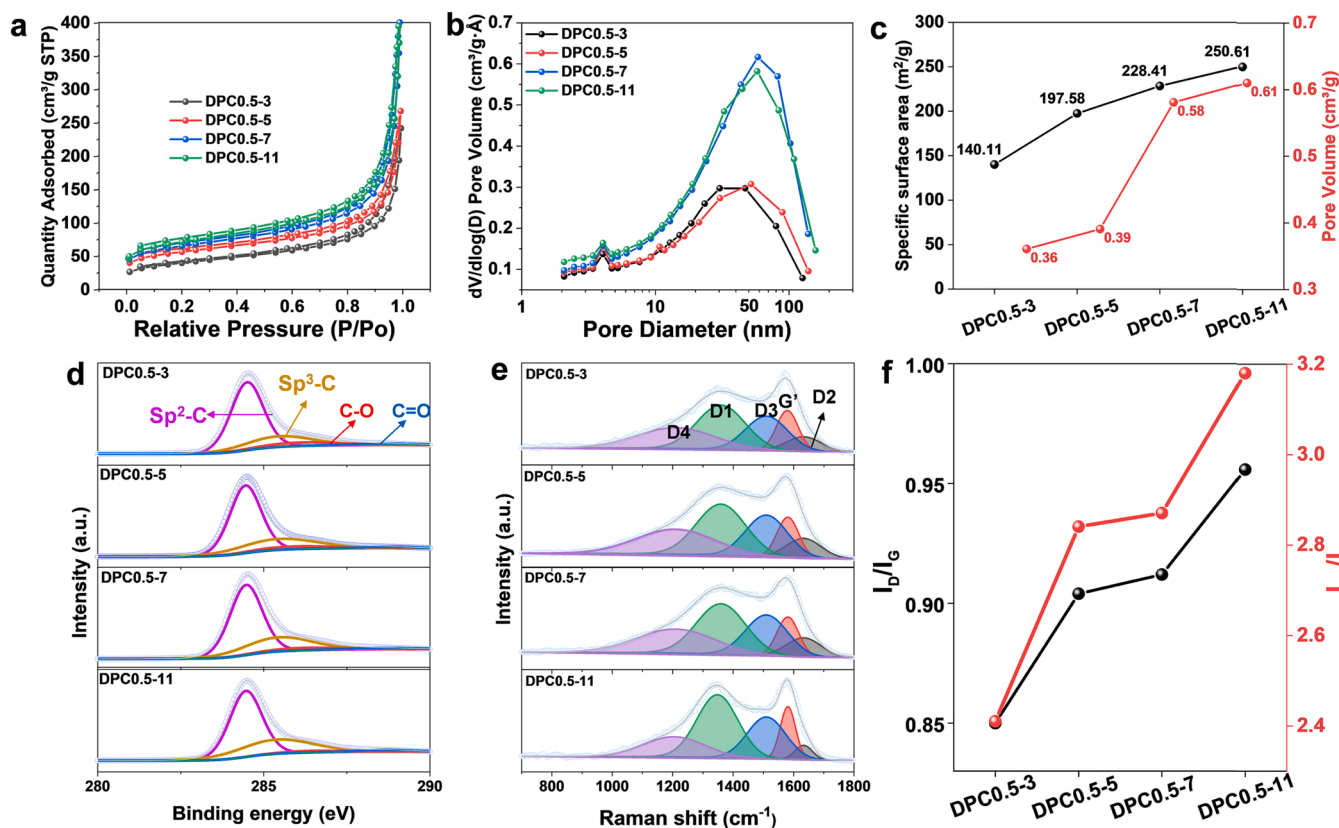 a
Quantity Adsorbed (cm³/g STP)
400
350
300
250
200
150
100
50
0
DPC0.5-3
DPC0.5-5
DPC0.5-7
DPC0.5-11
0.0
0.2
0.4
0.6
0.8
1.0
Relative Pressure (P/Po)
b
dV/dlog(D) Pore Volume (cm³/g·Å)
0.7
0.6
0.5
0.4
0.3
0.2
0.1
DPC0.5-3
DPC0.5-5
DPC0.5-7
DPC0.5-11
1
10
50
100
Pore Diameter (nm)
c
Specific surface area (m²/g)
300
250
200
150
100
50
0
140.11
197.58
228.41
250.61
0.36
0.39
0.58
0.61
0.7
0.6
0.5
0.4
0.3
Pore Volume (cm³/g)
DPC0.5-3
DPC0.5-5
DPC0.5-7
DPC0.5-11
d
Intensity (a.u.)
DPC0.5-3
Sp²-C
Sp³-C
C-O
C=O
DPC0.5-5
DPC0.5-7
DPC0.5-11
280
285
290
Binding energy (eV)
e
Intensity (a.u.)
DPC0.5-3
D4
D1
D3
G'
D2
DPC0.5-5
DPC0.5-7
DPC0.5-11
800
1000
1200
1400
1600
1800
Raman shift (cm⁻¹)
f
I_D/I_G
1.00
0.95
0.90
0.85
3.2
3.0
2.8
2.6
2.4
DPC0.5-3
DPC0.5-5
DPC0.5-7
DPC0.5-11